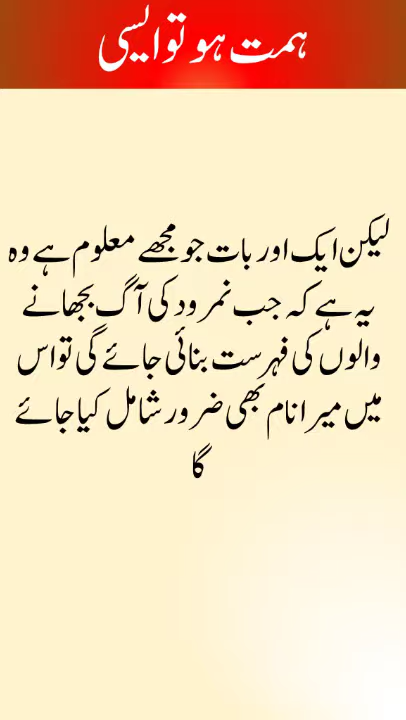 ہمت ہو تو ایسی
لیکن ایک اور بات جو مجھے معلوم ہے وہ
یہ ہے کہ جب نمرود کی آگ بجھانے
والوں کی فہرست بنائی جائے گی تو اس
میں میرا نام بھی ضرور شامل کیا جائے
گا